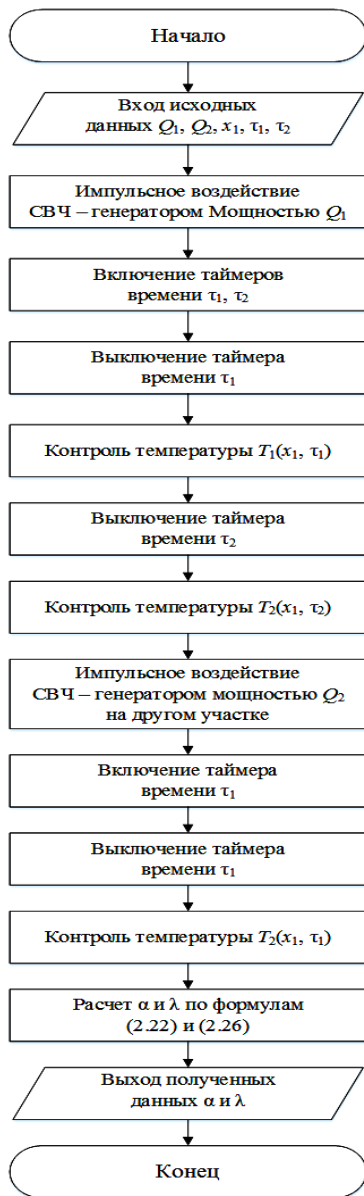 Начало
Вход исходных
данных Q₁, Q₂, x₁, τ₁, τ₂
Импульсное воздействие
СВЧ – генератором Мощностью Q₁
Включение таймеров
времени τ₁, τ₂
Выключение таймера
времени τ₁
Контроль температуры T₁(x₁, τ₁)
Выключение таймера
времени τ₂
Контроль температуры T₂(x₁, τ₂)
Импульсное воздействие
СВЧ – генератором мощностью Q₂
на другом участке
Включение таймера
времени τ₁
Выключение таймера
времени τ₁
Контроль температуры T₂(x₁, τ₁)
Расчет α и λ по формулам
(2.22) и (2.26)
Выход полученных
данных α и λ
Конец